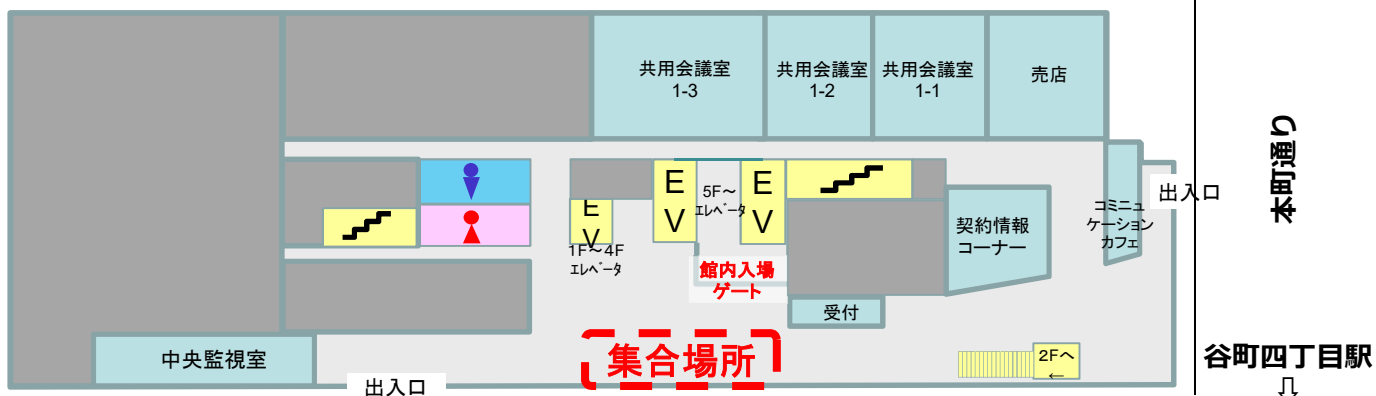 共用会議室
1-3
共用会議室
1-2
共用会議室
1-1
売店
本町通り
出入口
コミニュ
ケーション
カフェ
契約情報
コーナー
EV
5F～
ｴﾚﾍﾞｰﾀ
EV
EV
1F～4F
ｴﾚﾍﾞｰﾀ
館内入場
ゲート
受付
集合場所
2Fへ
←
中央監視室
出入口
谷町四丁目駅
⇩